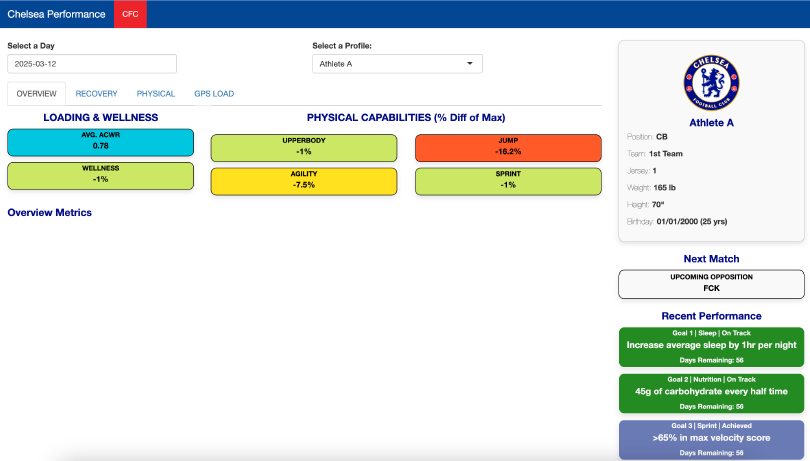 Chelsea Performance CFC
Select a Day
2025-03-12
Select a Profile:
Athlete A
OVERVIEW RECOVERY PHYSICAL GPS LOAD
LOADING & WELLNESS
AVG. ACWR
0.78
WELLNESS
-1%
PHYSICAL CAPABILITIES (% Diff of Max)
UPPERBODY
-1%
JUMP
-16.2%
AGILITY
-7.5%
SPRINT
-1%
Overview Metrics
CHELSEA
FOOTBALL CLUB
Athlete A
Position: CB
Team: 1st Team
Jersey: 1
Weight: 165 lb
Height: 70"
Birthday: 01/01/2000 (25 yrs)
Next Match
UPCOMING OPPOSITION
FCK
Recent Performance
Goal 1 | Sleep | On Track
Increase average sleep by 1hr per night
Days Remaining: 56
Goal 2 | Nutrition | On Track
45g of carbohydrate every half time
Days Remaining: 56
Goal 3 | Sprint | Achieved
>65% in max velocity score
Days Remaining: 56